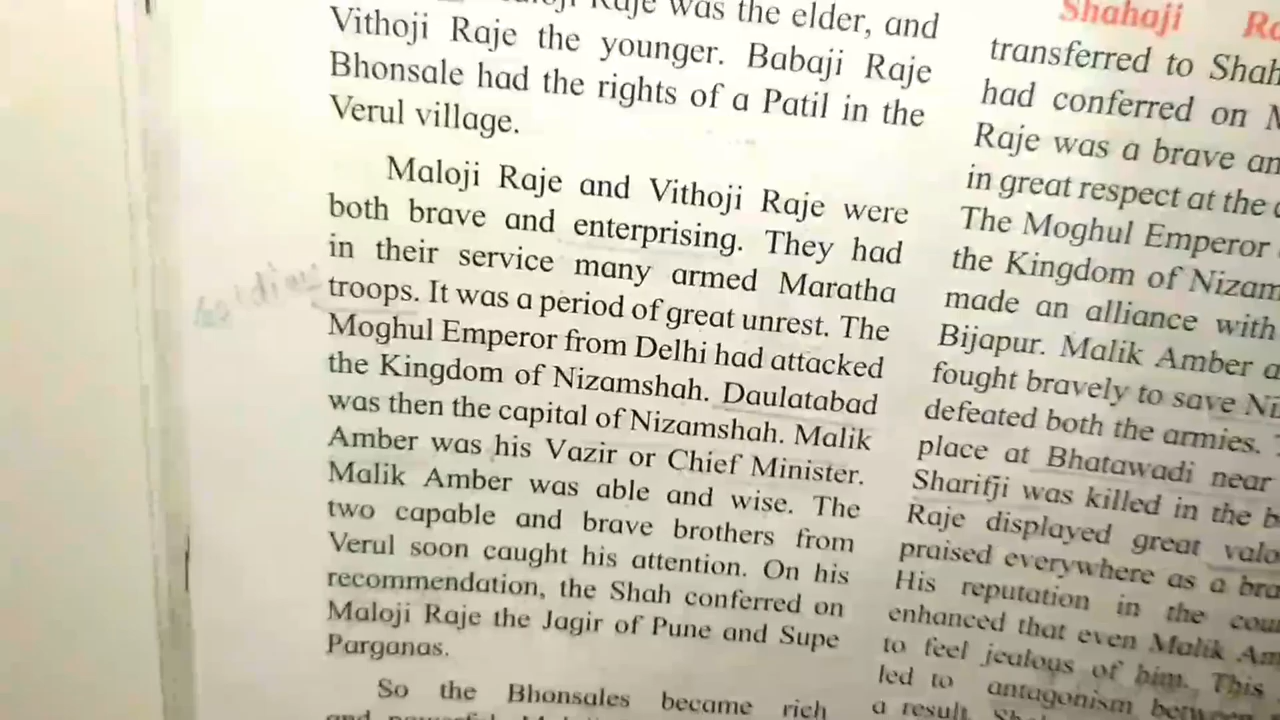 Raje was the elder, and
Vithoji Raje the younger. Babaji Raje
Bhonsale had the rights of a Patil in the
Verul village.
Maloji Raje and Vithoji Raje were
both brave and enterprising. They had
in their service many armed Maratha
troops. It was a period of great unrest. The
Moghul Emperor from Delhi had attacked
the Kingdom of Nizamshah. Daulatabad
was then the capital of Nizamshah. Malik
Amber was his Vazir or Chief Minister.
Malik Amber was able and wise. The
two capable and brave brothers from
Verul soon caught his attention. On his
recommendation, the Shah conferred on
Maloji Raje the Jagir of Pune and Supe
Parganas.
So the Bhonsales became rich
Shahaji
transferred to
had conferred on
Raje was a brave
in great respect at the
The Moghul Emperor
the Kingdom of
made an alliance with
Bijapur. Malik Amber
fought bravely to save
defeated both the armies.
place at Bhatawadi near
Sharifji was killed in the
Raje displayed great
praised everywhere as a
His reputation in the
enhanced that even Malik
to feel jealous of him. This
led to antagonism
a result,